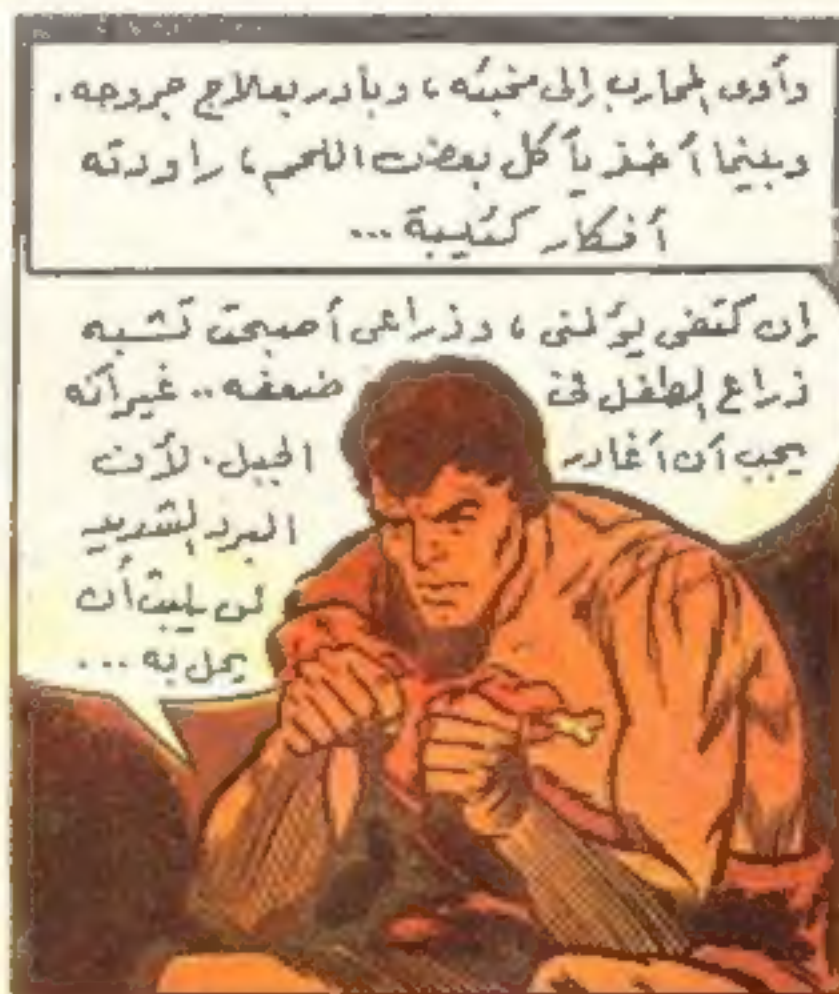 وأوى المحارب إلى مخبئه، وبادر بعلاج جروحه.
وبينما أخذ يأكل بعض اللحم، راودته
أفكار كئيبة...
إن كتفي يؤلمني، وذراعي أصبحت تشبه
ذراع الطفل في ضعفه.. غير أنه
يجب أن أغادر الجبل. لأن
البرد الشديد
لن يلبث أن
يحل به...